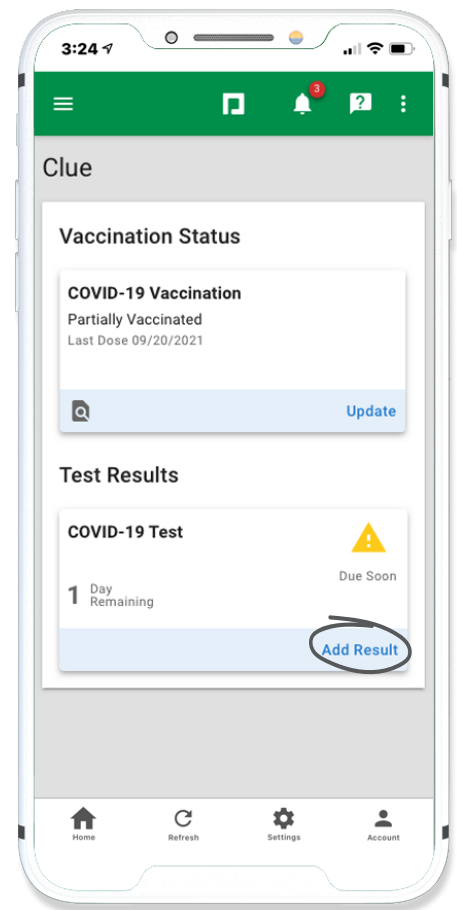 3:24
3
?
Clue
Vaccination Status
COVID-19 Vaccination
Partially Vaccinated
Last Dose 09/20/2021
Update
Test Results
COVID-19 Test
Due Soon
1 Day
Remaining
Add Result
Home Refresh Settings Account